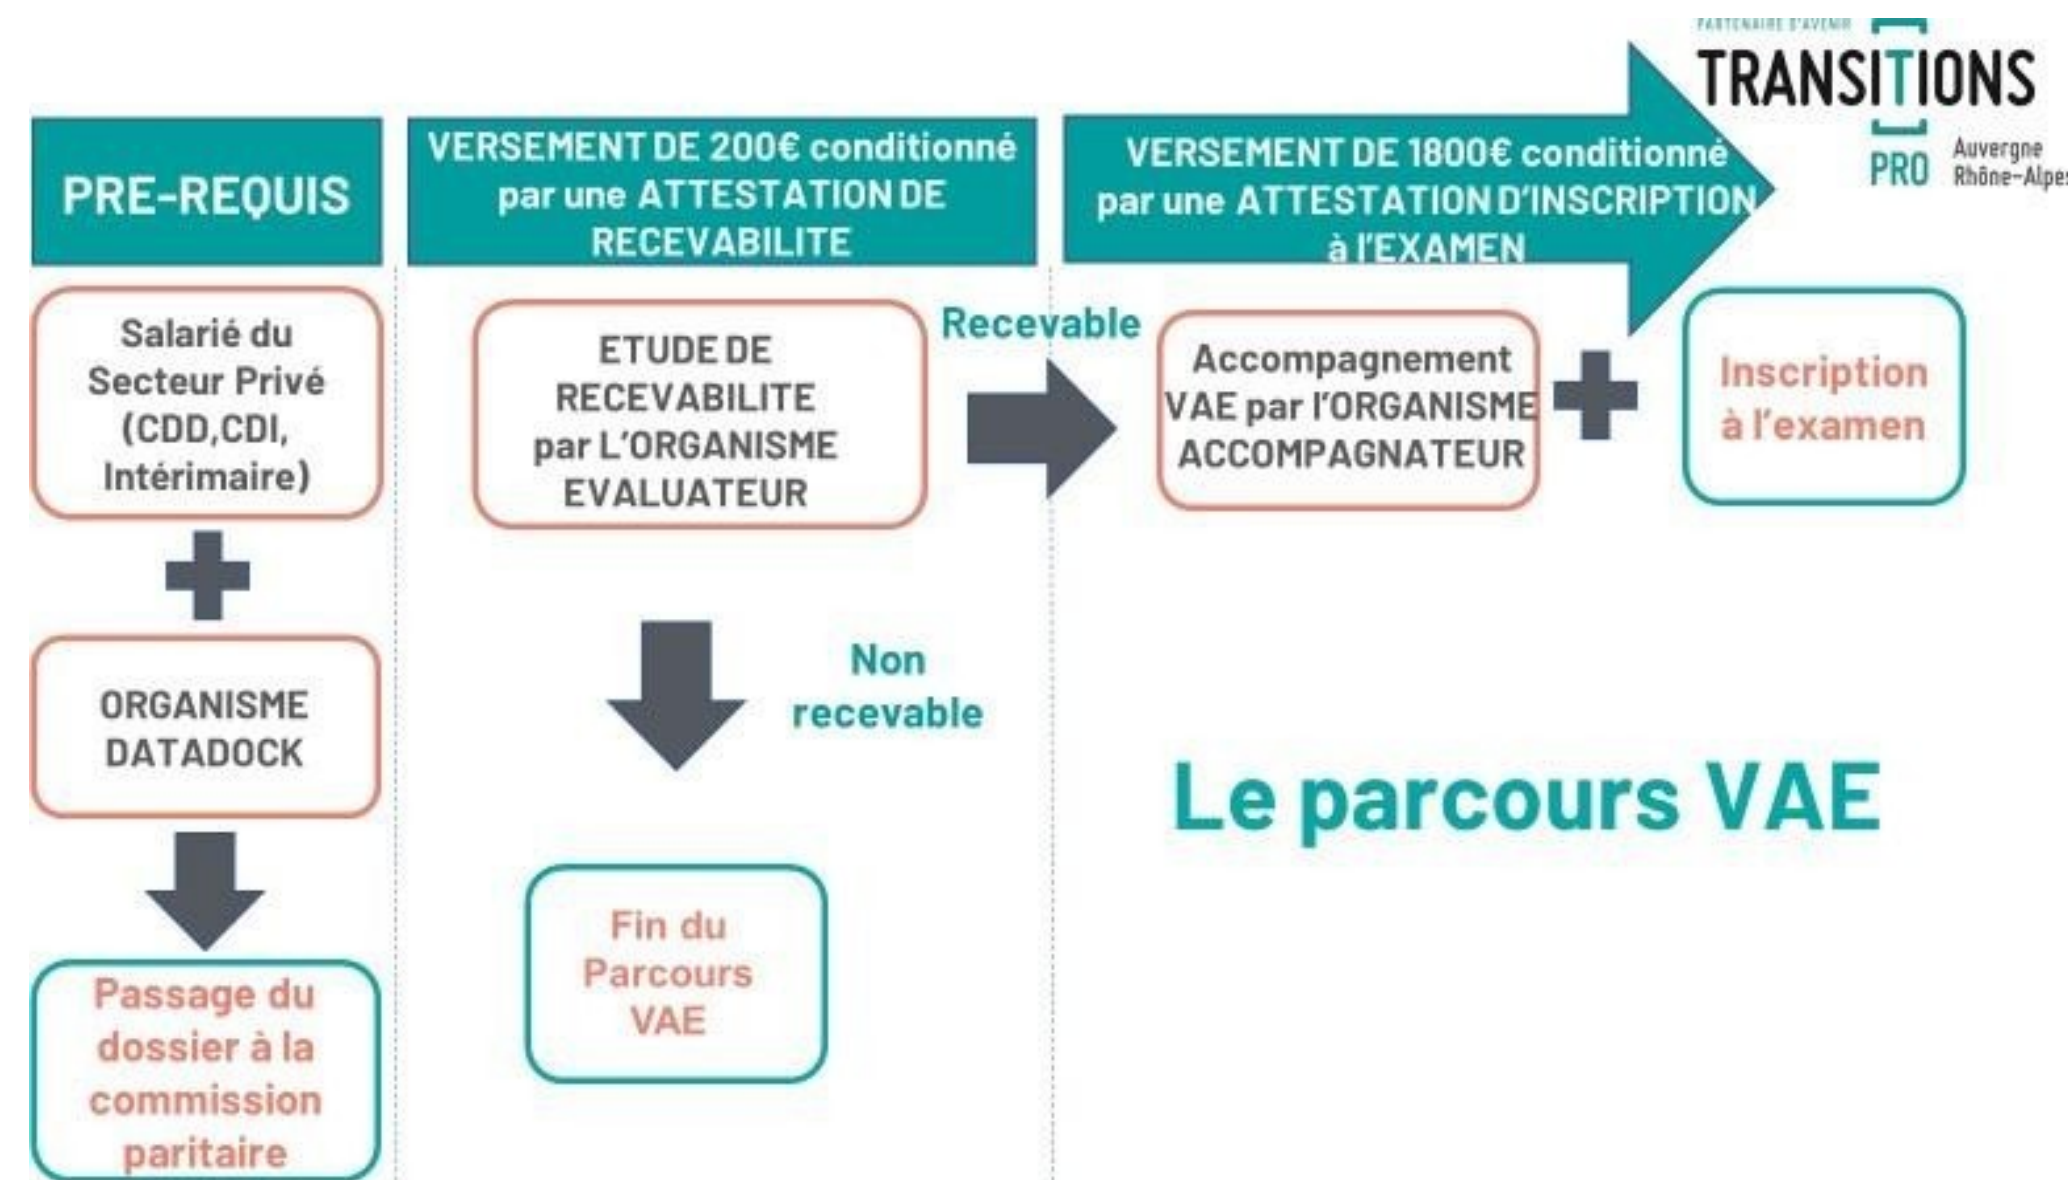 PARTENAIRE D'AVENIR
TRANSITIONS
PRO
Auvergne
Rhône-Alpes
PRE-REQUIS
VERSEMENT DE 200€ conditionné
par une ATTESTATION DE
RECEVABILITE
VERSEMENT DE 1800€ conditionné
par une ATTESTATION D'INSCRIPTION
à l'EXAMEN
Salarié du
Secteur Privé
(CDD,CDI,
Intérimaire)
ORGANISME
DATADOCK
Passage du
dossier à la
commission
paritaire
ETUDE DE
RECEVABILITE
par L'ORGANISME
EVALUATEUR
Recevable
Non
recevable
Fin du
Parcours
VAE
Accompagnement
VAE par l'ORGANISME
ACCOMPAGNATEUR
Inscription
à l'examen
Le parcours VAE